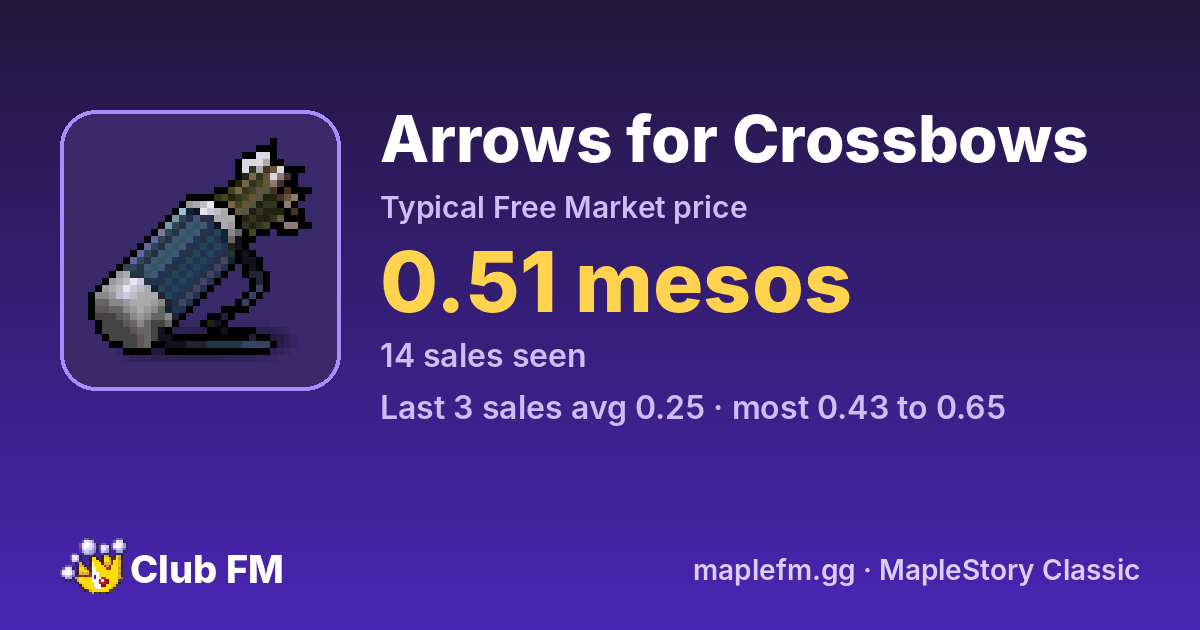 Arrows for Crossbows
Typical Free Market price
0.51 mesos
14 sales seen
Last 3 sales avg 0.25 · most 0.43 to 0.65
Club FM
maplefm.gg · MapleStory Classic